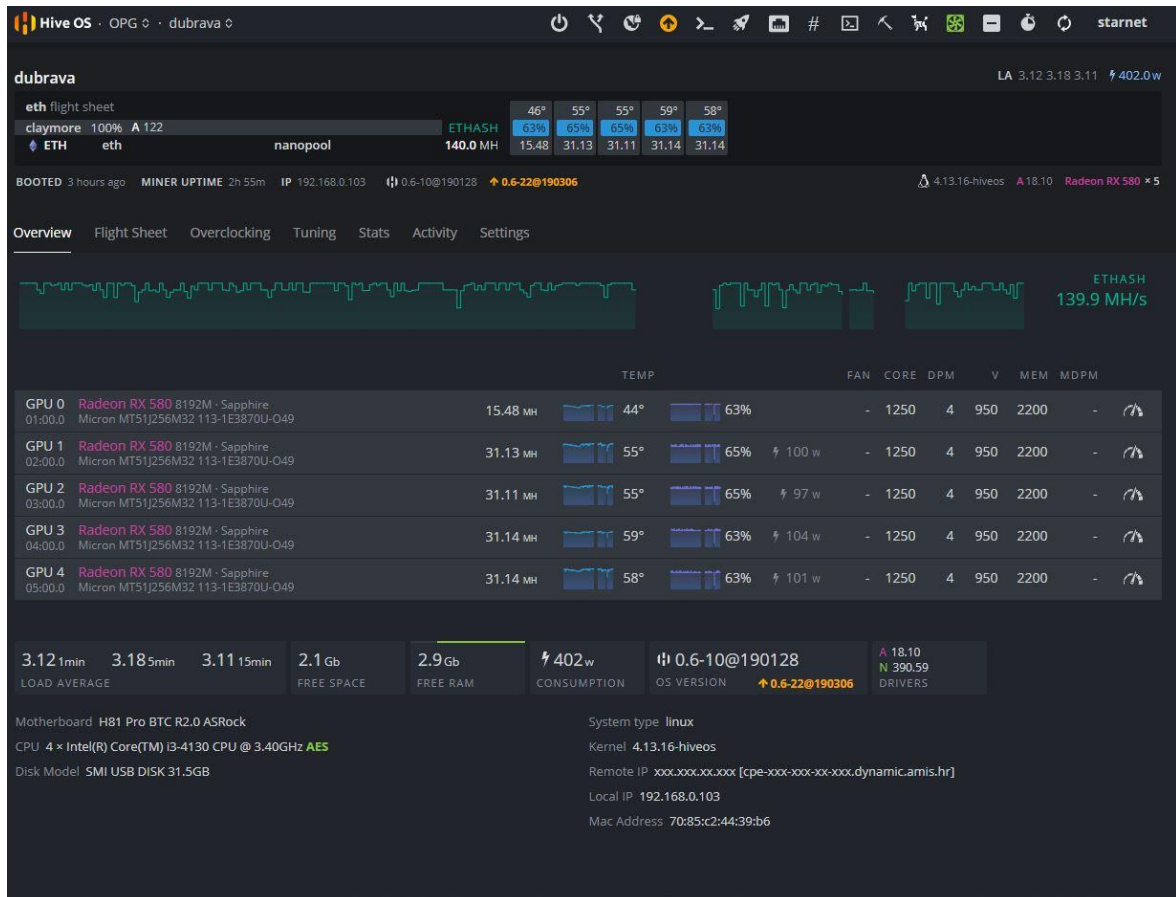 Hive OS · OPG · dubrava # starnet
dubrava LA 3.12 3.18 3.11 402.0 w
eth flight sheet 46° 55° 55° 59° 58°
claymore 100% A 122 ETHASH 63% 65% 65% 63% 63%
ETH eth nanopool 140.0 MH 15.48 31.13 31.11 31.14 31.14
BOOTED 3 hours ago MINER UPTIME 2h 55m IP 192.168.0.103 0.6-10@190128 0.6-22@190306 4.13.16-hiveos A 18.10 Radeon RX 580 × 5
Overview Flight Sheet Overclocking Tuning Stats Activity Settings
ETHASH
139.9 MH/s
TEMP FAN CORE DPM V MEM MDPM
GPU 0 Radeon RX 580 8192M · Sapphire 15.48 MH 44° 63% - 1250 4 950 2200 -
01:00.0 Micron MT51J256M32 113-1E3870U-O49
GPU 1 Radeon RX 580 8192M · Sapphire 31.13 MH 55° 65% 100 w - 1250 4 950 2200 -
02:00.0 Micron MT51J256M32 113-1E3870U-O49
GPU 2 Radeon RX 580 8192M · Sapphire 31.11 MH 55° 65% 97 w - 1250 4 950 2200 -
03:00.0 Micron MT51J256M32 113-1E3870U-O49
GPU 3 Radeon RX 580 8192M · Sapphire 31.14 MH 59° 63% 104 w - 1250 4 950 2200 -
04:00.0 Micron MT51J256M32 113-1E3870U-O49
GPU 4 Radeon RX 580 8192M · Sapphire 31.14 MH 58° 63% 101 w - 1250 4 950 2200 -
05:00.0 Micron MT51J256M32 113-1E3870U-O49
3.12 1min 3.18 5min 3.11 15min
LOAD AVERAGE
2.1 Gb
FREE SPACE
2.9 Gb
FREE RAM
402 w
CONSUMPTION
0.6-10@190128
OS VERSION 0.6-22@190306
A 18.10
N 390.59
DRIVERS
Motherboard H81 Pro BTC R2.0 ASRock
CPU 4 × Intel(R) Core(TM) i3-4130 CPU @ 3.40GHz AES
Disk Model SMI USB DISK 31.5GB
System type linux
Kernel 4.13.16-hiveos
Remote IP xxx.xxx.xx.xxx [cpe-xxx-xxx-xx-xxx.dynamic.amis.hr]
Local IP 192.168.0.103
Mac Address 70:85:c2:44:39:b6